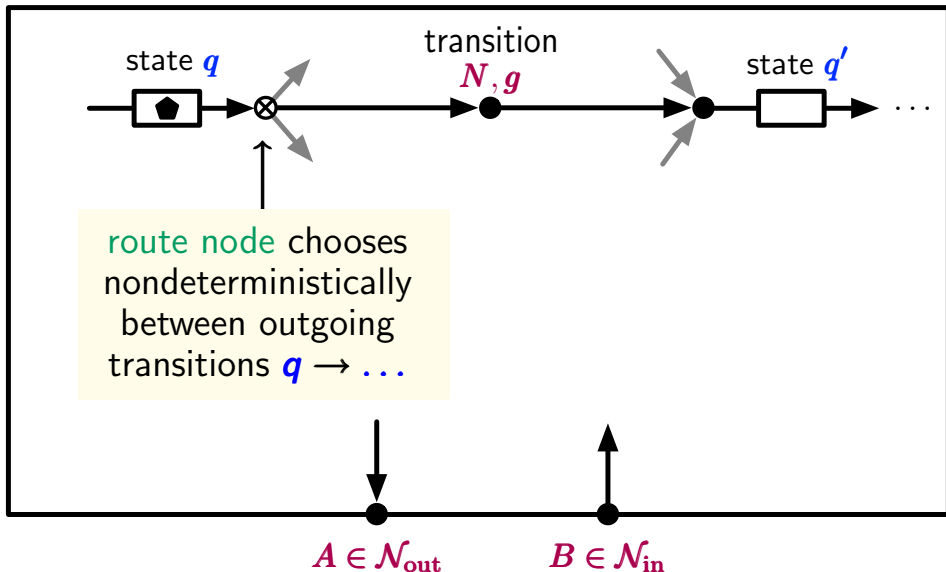 transition
state q
N, g
state q′
⋯
route node chooses
nondeterministically
between outgoing
transitions q → …
A ∈ 𝒩out
B ∈ 𝒩in